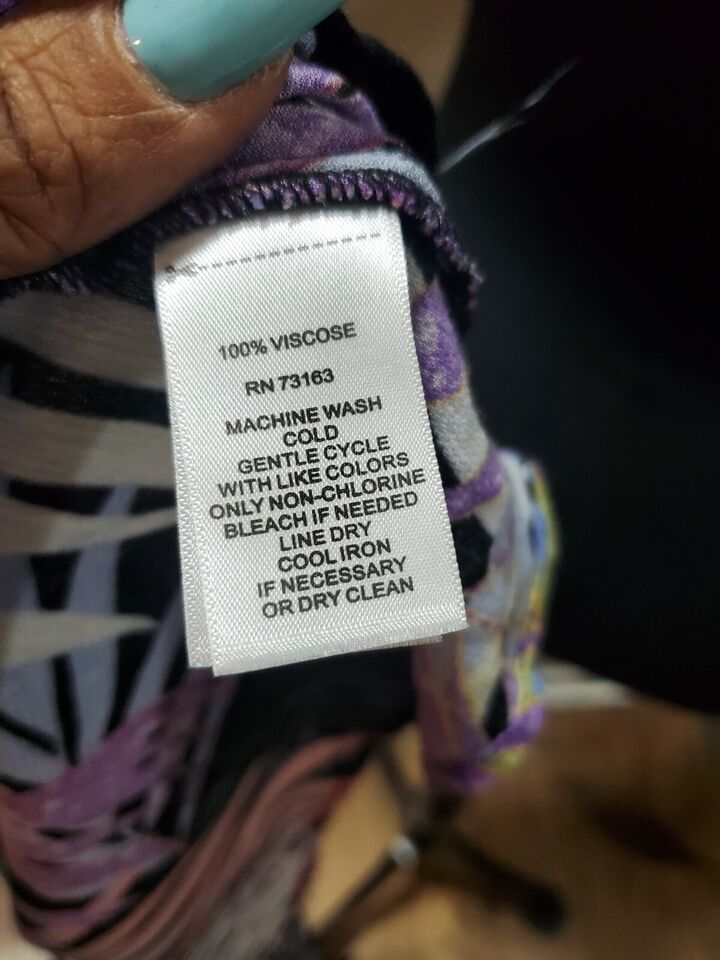 100% VISCOSE
RN 73163
MACHINE WASH
COLD
GENTLE CYCLE
WITH LIKE COLORS
ONLY NON-CHLORINE
BLEACH IF NEEDED
LINE DRY
COOL IRON
IF NECESSARY
OR DRY CLEAN